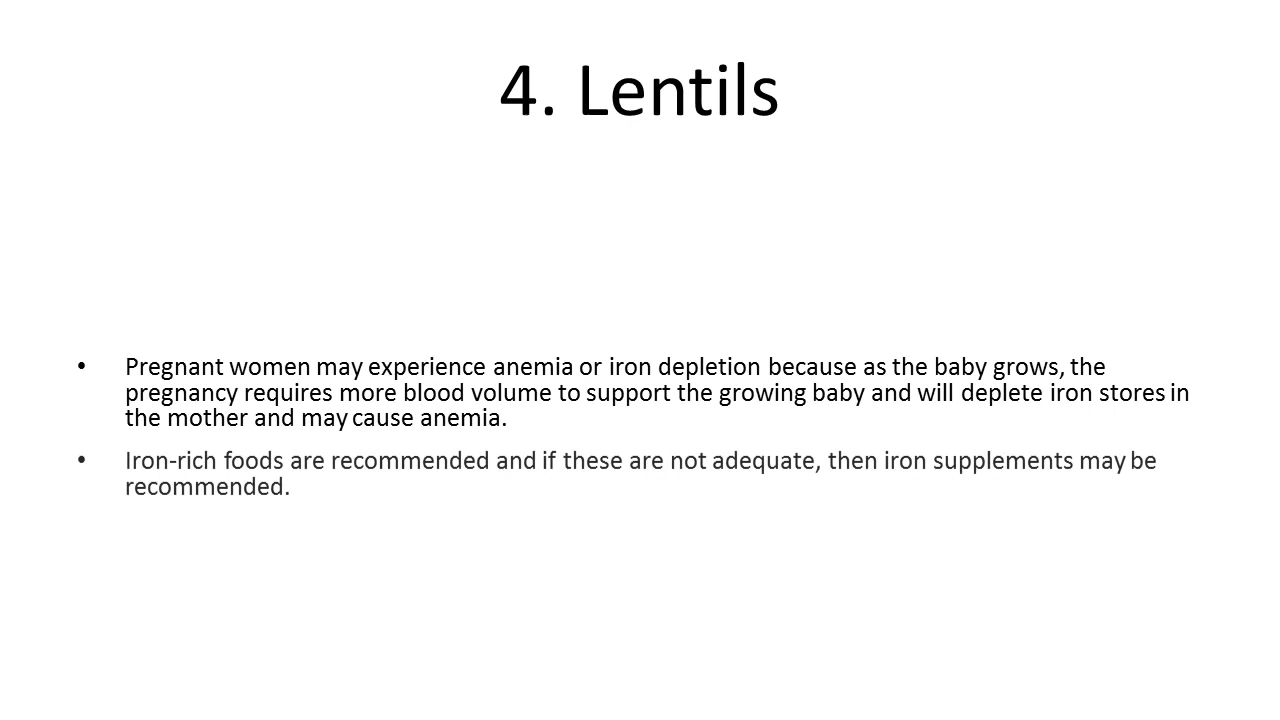 4. Lentils
• Pregnant women may experience anemia or iron depletion because as the baby grows, the
pregnancy requires more blood volume to support the growing baby and will deplete iron stores in
the mother and may cause anemia.
• Iron-rich foods are recommended and if these are not adequate, then iron supplements may be
recommended.